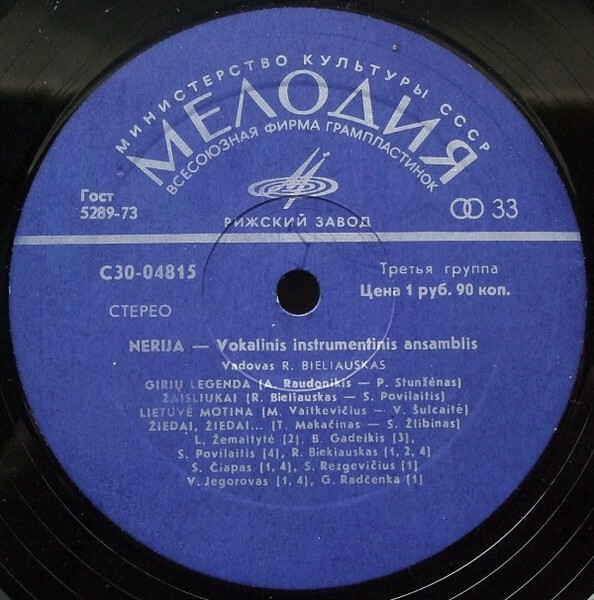 МИНИСТЕРСТВО КУЛЬТУРЫ СССР
МЕЛОДИЯ
ВСЕСОЮЗНАЯ ФИРМА ГРАМПЛАСТИНОК
РИЖСКИЙ ЗАВОД
Гост
5289-73
33
С30-04815
СТЕРЕО
Третья группа
Цена 1 руб. 90 коп.
NERIJA — Vokalinis instrumentinis ansamblis
Vadovas R. BIELIAUSKAS
GIRIŲ LEGENDA (A. Raudonikis — P. Stunžėnas)
ŽAISLIUKAI (R. Bieliauskas — S. Povilaitis)
LIETUVĖ MOTINA (M. Vaitkevičius — V. Šulcaitė)
ŽIEDAI, ŽIEDAI... (T. Makačinas — S. Žlibinas)
L. Žemaitytė (2), B. Gadeikis (3),
S. Povilaitis (4), R. Biekiauskas (1, 2, 4)
S. Čiapas (1, 4), S. Rezgevičius (1)
V. Jegorovas (1, 4), G. Radčenka (1)